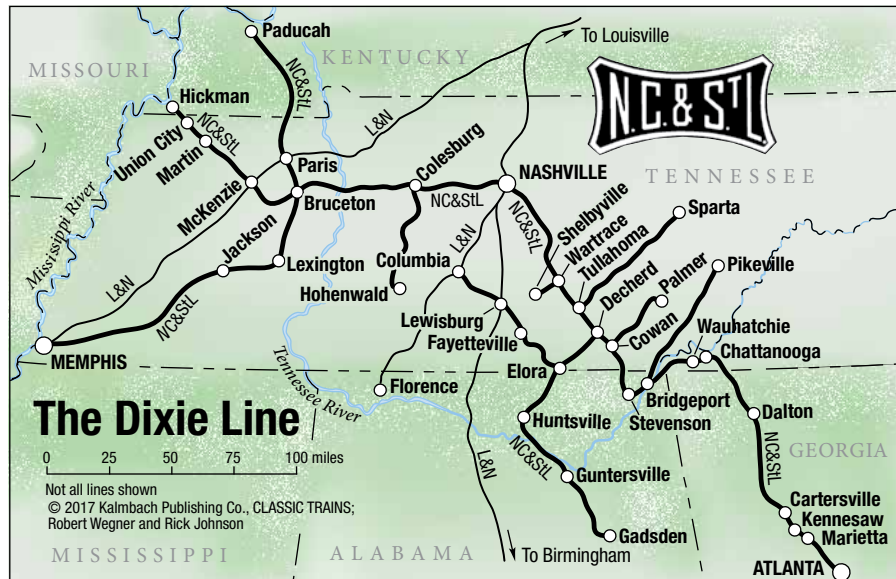 Paducah
To Louisville
KENTUCKY
MISSOURI
NC&StL
N.C.&S.tL.
Hickman
NC&StL
Union City
L&N
Martin
Paris
Colesburg
NASHVILLE
TENNESSEE
McKenzie
Bruceton
NC&StL
NC&StL
Shelbyville
Sparta
Mississippi River
Wartrace
Jackson
L&N
Tullahoma
Columbia
Lexington
Pikeville
L&N
Decherd
Palmer
Hohenwald
NC&StL
Lewisburg
Cowan
Wauhatchie
Fayetteville
Chattanooga
MEMPHIS
Tennessee River
Elora
Florence
Bridgeport
The Dixie Line
Stevenson
Dalton
Huntsville
0 25 50 75 100 miles
NC&StL
L&N
NC&StL
GEORGIA
Guntersville
Not all lines shown
© 2017 Kalmbach Publishing Co., CLASSIC TRAINS;
Robert Wegner and Rick Johnson
Cartersville
Kennesaw
Gadsden
Marietta
MISSISSIPPI
ALABAMA
To Birmingham
ATLANTA